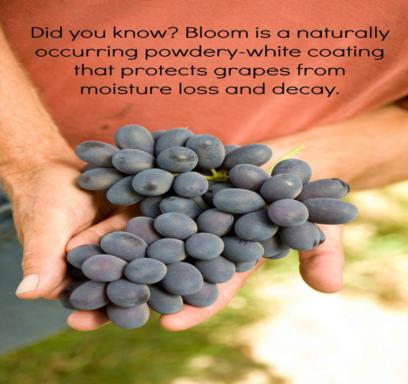 Did you know? Bloom is a naturally
occurring powdery-white coating
that protects grapes from
moisture loss and decay.